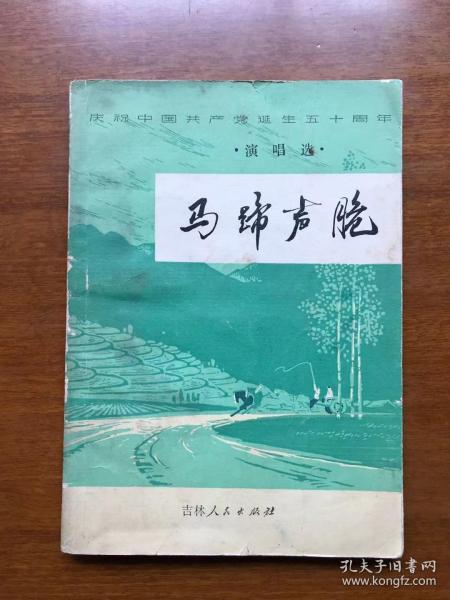 庆祝中国共产党诞生五十周年
·演唱选·
马蹄声脆
吉林人民出版社
孔夫子旧书网
www.kongfz.com